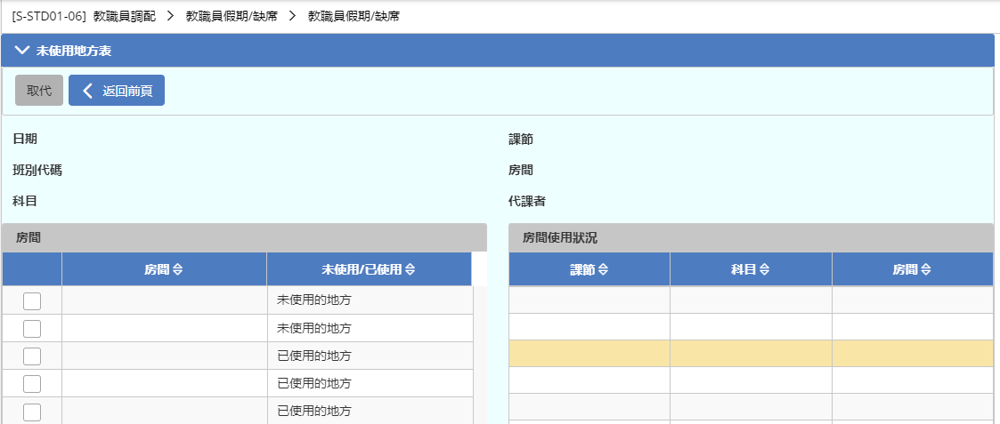 [S-STD01-06] 教職員調配 > 教職員假期/缺席 > 教職員假期/缺席
未使用地方表
取代 返回前頁
日期 課節
班別代碼 房間
科目 代課者
房間 房間使用狀況
房間 未使用/已使用 課節 科目 房間
未使用的地方
未使用的地方
已使用的地方
已使用的地方
已使用的地方